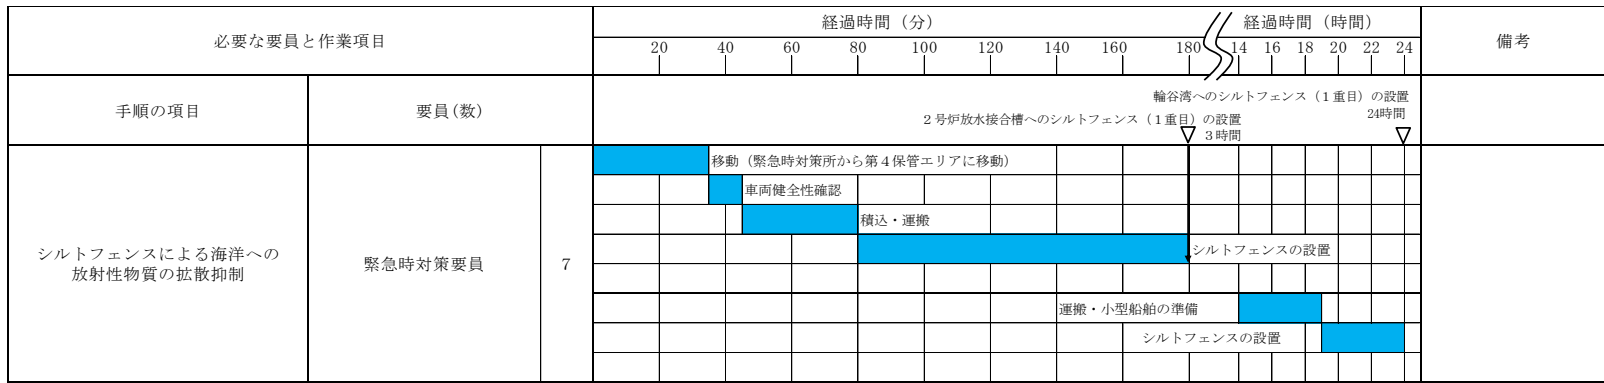 必要な要員と作業項目
経過時間（分）
経過時間（時間）
備考
20 40 60 80 100 120 140 160 180 14 16 18 20 22 24
手順の項目
要員(数)
輪谷湾へのシルトフェンス（１重目）の設置
24時間
２号炉放水接合槽へのシルトフェンス（１重目）の設置
３時間
シルトフェンスによる海洋への
放射性物質の拡散抑制
緊急時対策要員
7
移動（緊急時対策所から第４保管エリアに移動）
車両健全性確認
積込・運搬
シルトフェンスの設置
運搬・小型船舶の準備
シルトフェンスの設置